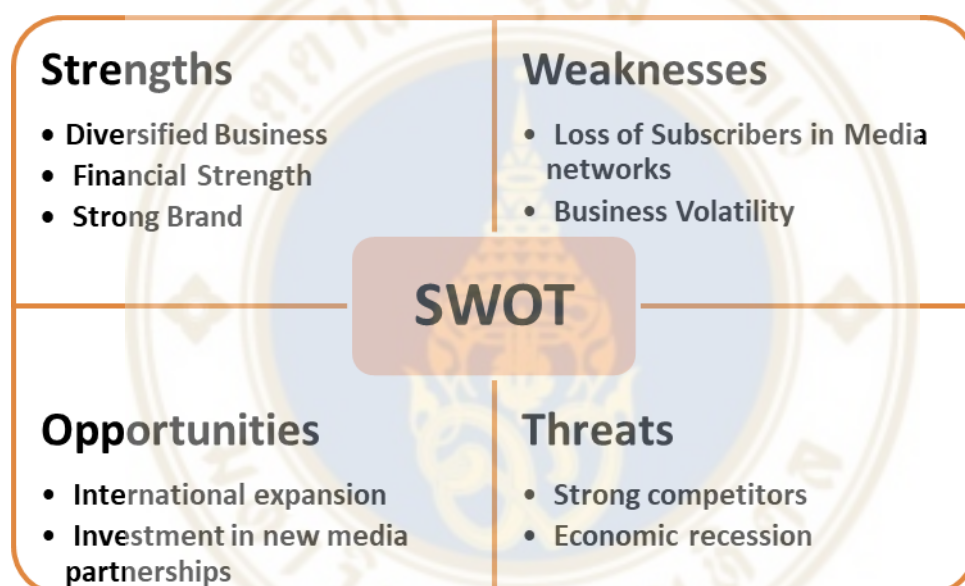 Strengths
• Diversified Business
• Financial Strength
• Strong Brand
Weaknesses
• Loss of Subscribers in Media
networks
• Business Volatility
SWOT
Opportunities
• International expansion
• Investment in new media
partnerships
Threats
• Strong competitors
• Economic recession